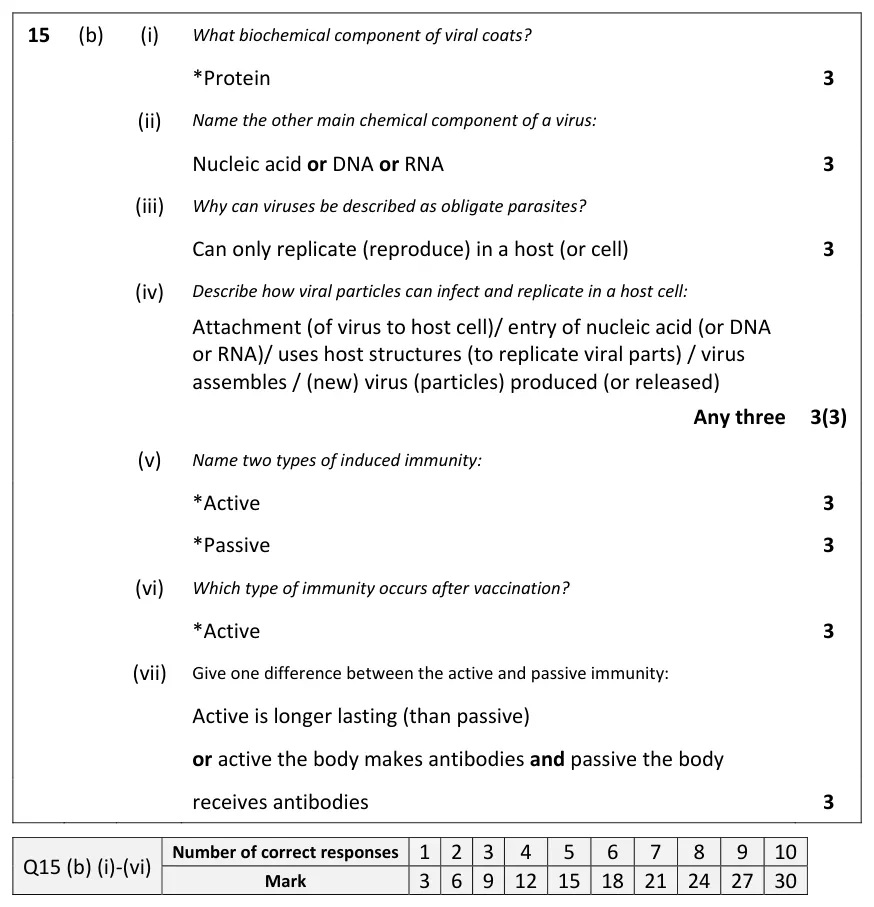 15 (b) (i) What biochemical component of viral coats?
*Protein 3
(ii) Name the other main chemical component of a virus:
Nucleic acid or DNA or RNA 3
(iii) Why can viruses be described as obligate parasites?
Can only replicate (reproduce) in a host (or cell) 3
(iv) Describe how viral particles can infect and replicate in a host cell:
Attachment (of virus to host cell)/ entry of nucleic acid (or DNA
or RNA)/ uses host structures (to replicate viral parts) / virus
assembles / (new) virus (particles) produced (or released)
Any three 3(3)
(v) Name two types of induced immunity:
*Active 3
*Passive 3
(vi) Which type of immunity occurs after vaccination?
*Active 3
(vii) Give one difference between the active and passive immunity:
Active is longer lasting (than passive)
or active the body makes antibodies and passive the body
receives antibodies 3
Q15 (b) (i)-(vi) Number of correct responses 1 2 3 4 5 6 7 8 9 10
Mark 3 6 9 12 15 18 21 24 27 30